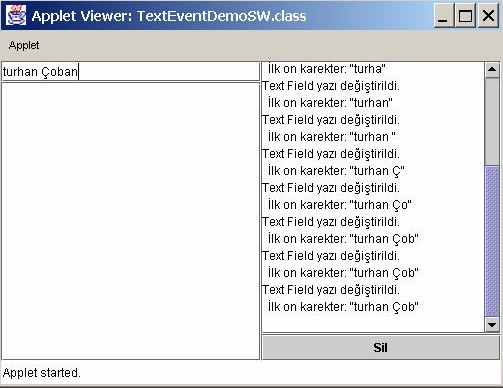 Applet Viewer: TextEventDemoSW.class
Applet
turhan Çoban
İlk on karekter: "turha"
Text Field yazı değiştirildi.
İlk on karekter: "turhan"
Text Field yazı değiştirildi.
İlk on karekter: "turhan "
Text Field yazı değiştirildi.
İlk on karekter: "turhan Ç"
Text Field yazı değiştirildi.
İlk on karekter: "turhan Ço"
Text Field yazı değiştirildi.
İlk on karekter: "turhan Çob"
Text Field yazı değiştirildi.
İlk on karekter: "turhan Çob"
Text Field yazı değiştirildi.
İlk on karekter: "turhan Çob"
Sil
Applet started.